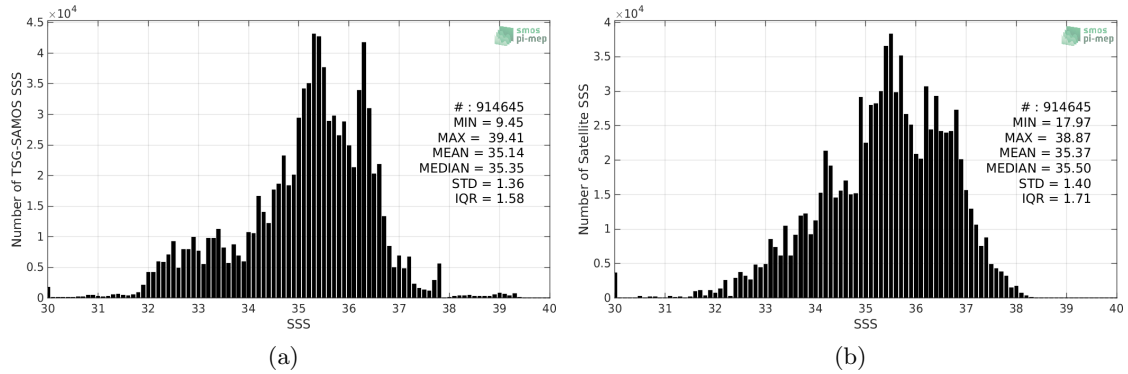 ×10⁴
4.5
4
3.5
3
2.5
2
1.5
1
0.5
0
Number of TSG-SAMOS SSS
smos
pi-mep
# : 914645
MIN = 9.45
MAX = 39.41
MEAN = 35.14
MEDIAN = 35.35
STD = 1.36
IQR = 1.58
30 31 32 33 34 35 36 37 38 39 40
SSS
(a)
×10⁴
4
3.5
3
2.5
2
1.5
1
0.5
0
Number of Satellite SSS
smos
pi-mep
# : 914645
MIN = 17.97
MAX = 38.87
MEAN = 35.37
MEDIAN = 35.50
STD = 1.40
IQR = 1.71
30 31 32 33 34 35 36 37 38 39 40
SSS
(b)